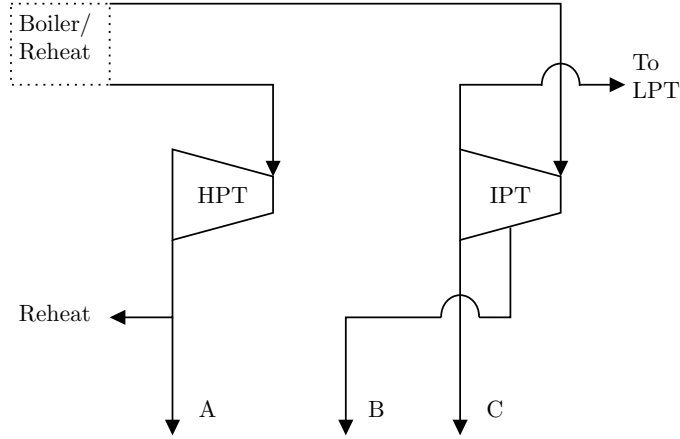 Boiler/
Reheat
To
LPT
HPT
IPT
Reheat
A
B
C